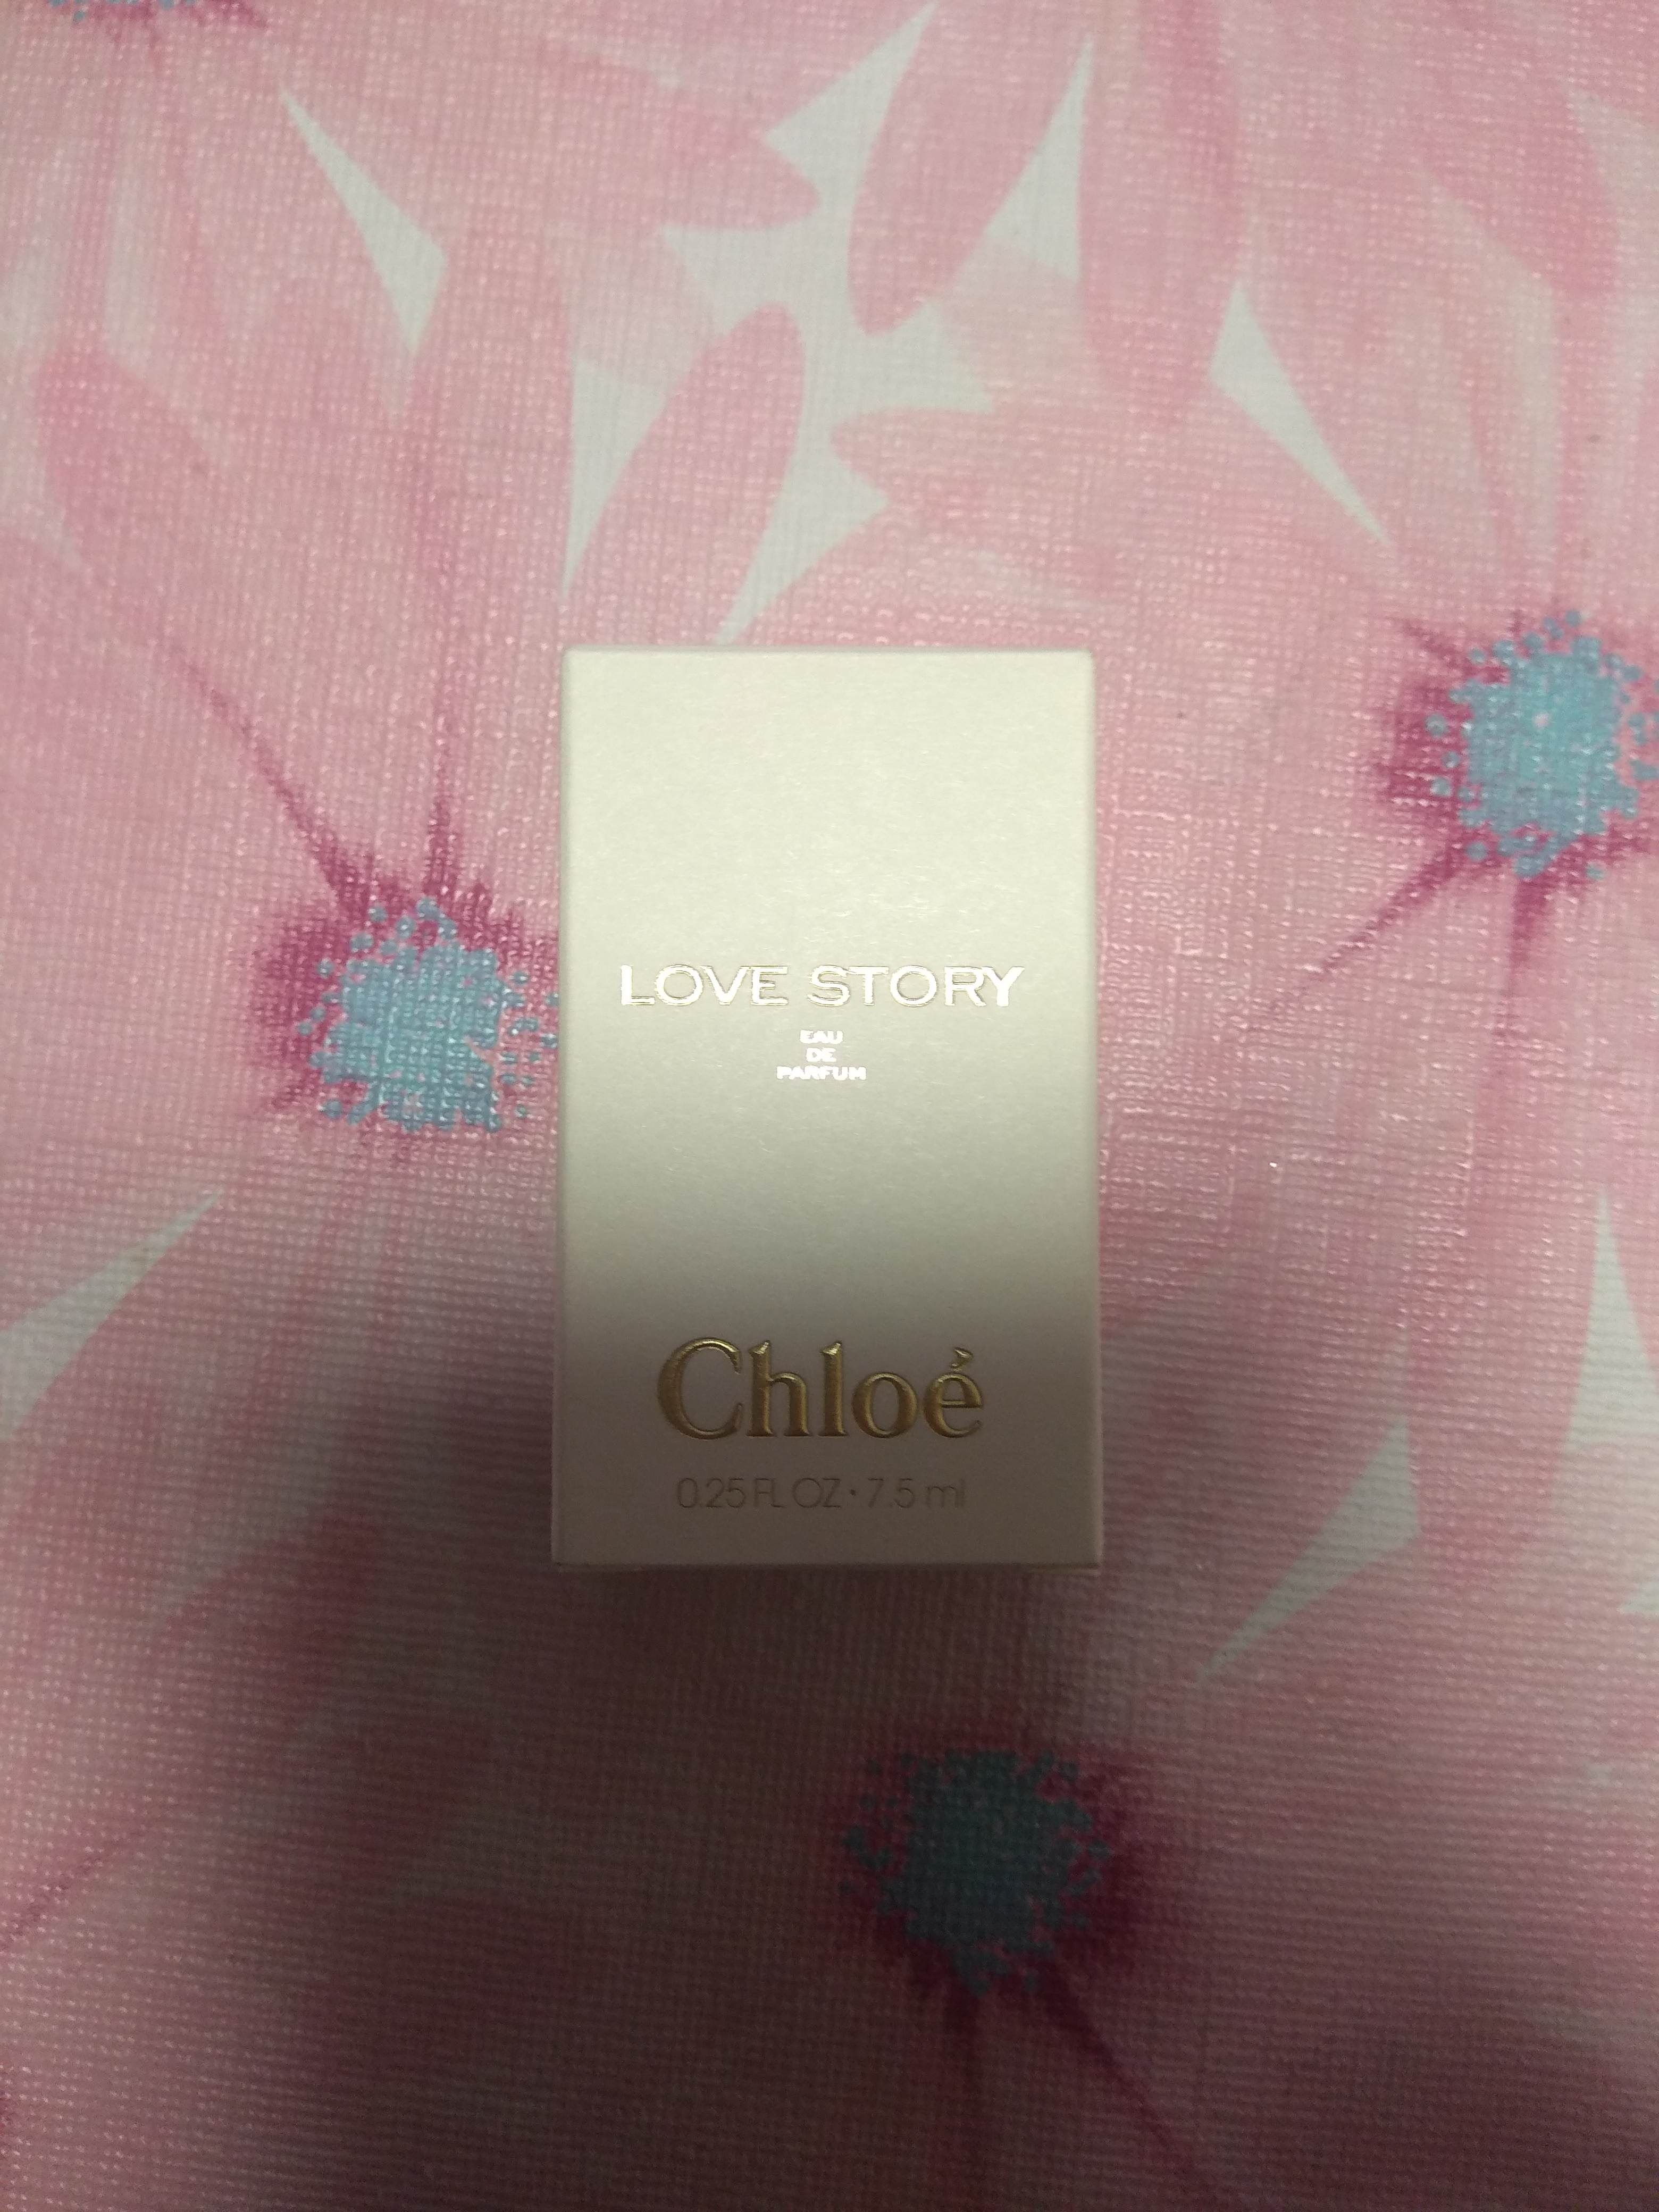 LOVE STORY
EAU
DE
PARFUM
Chloé
0.25 FL OZ · 7.5 ml